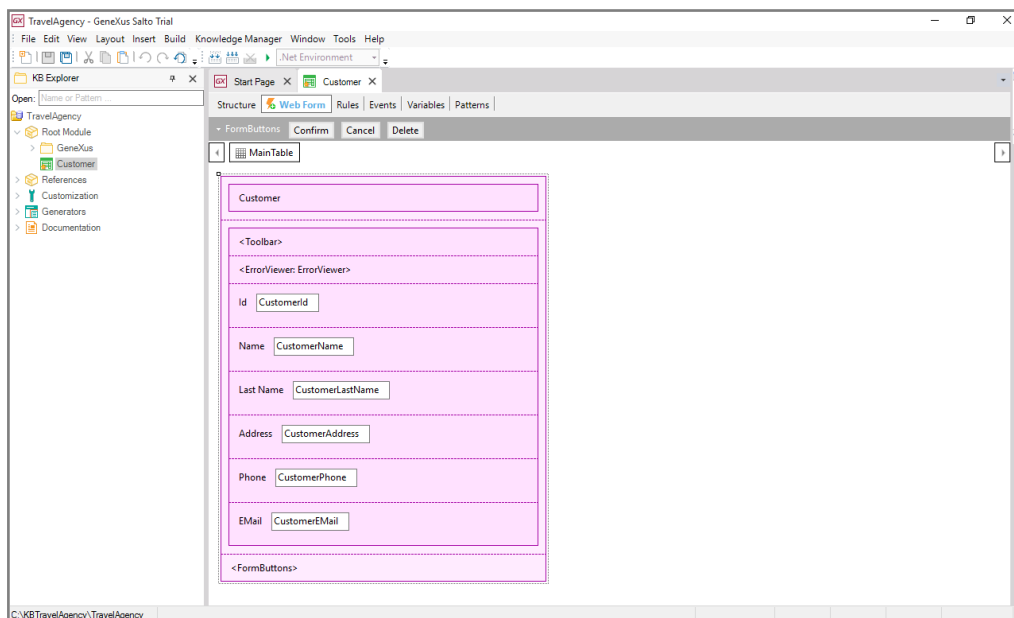 GX TravelAgency - GeneXus Salto Trial
File Edit View Layout Insert Build Knowledge Manager Window Tools Help
.Net Environment
KB Explorer
GX Start Page Customer
Open: Name or Pattern ...
Structure Web Form Rules Events Variables Patterns
TravelAgency
Root Module
GeneXus
Customer
References
Customization
Generators
Documentation
FormButtons Confirm Cancel Delete
MainTable
Customer
<Toolbar>
<ErrorViewer: ErrorViewer>
Id CustomerId
Name CustomerName
Last Name CustomerLastName
Address CustomerAddress
Phone CustomerPhone
EMail CustomerEMail
<FormButtons>
C:\KBTravelAgency\TravelAgency